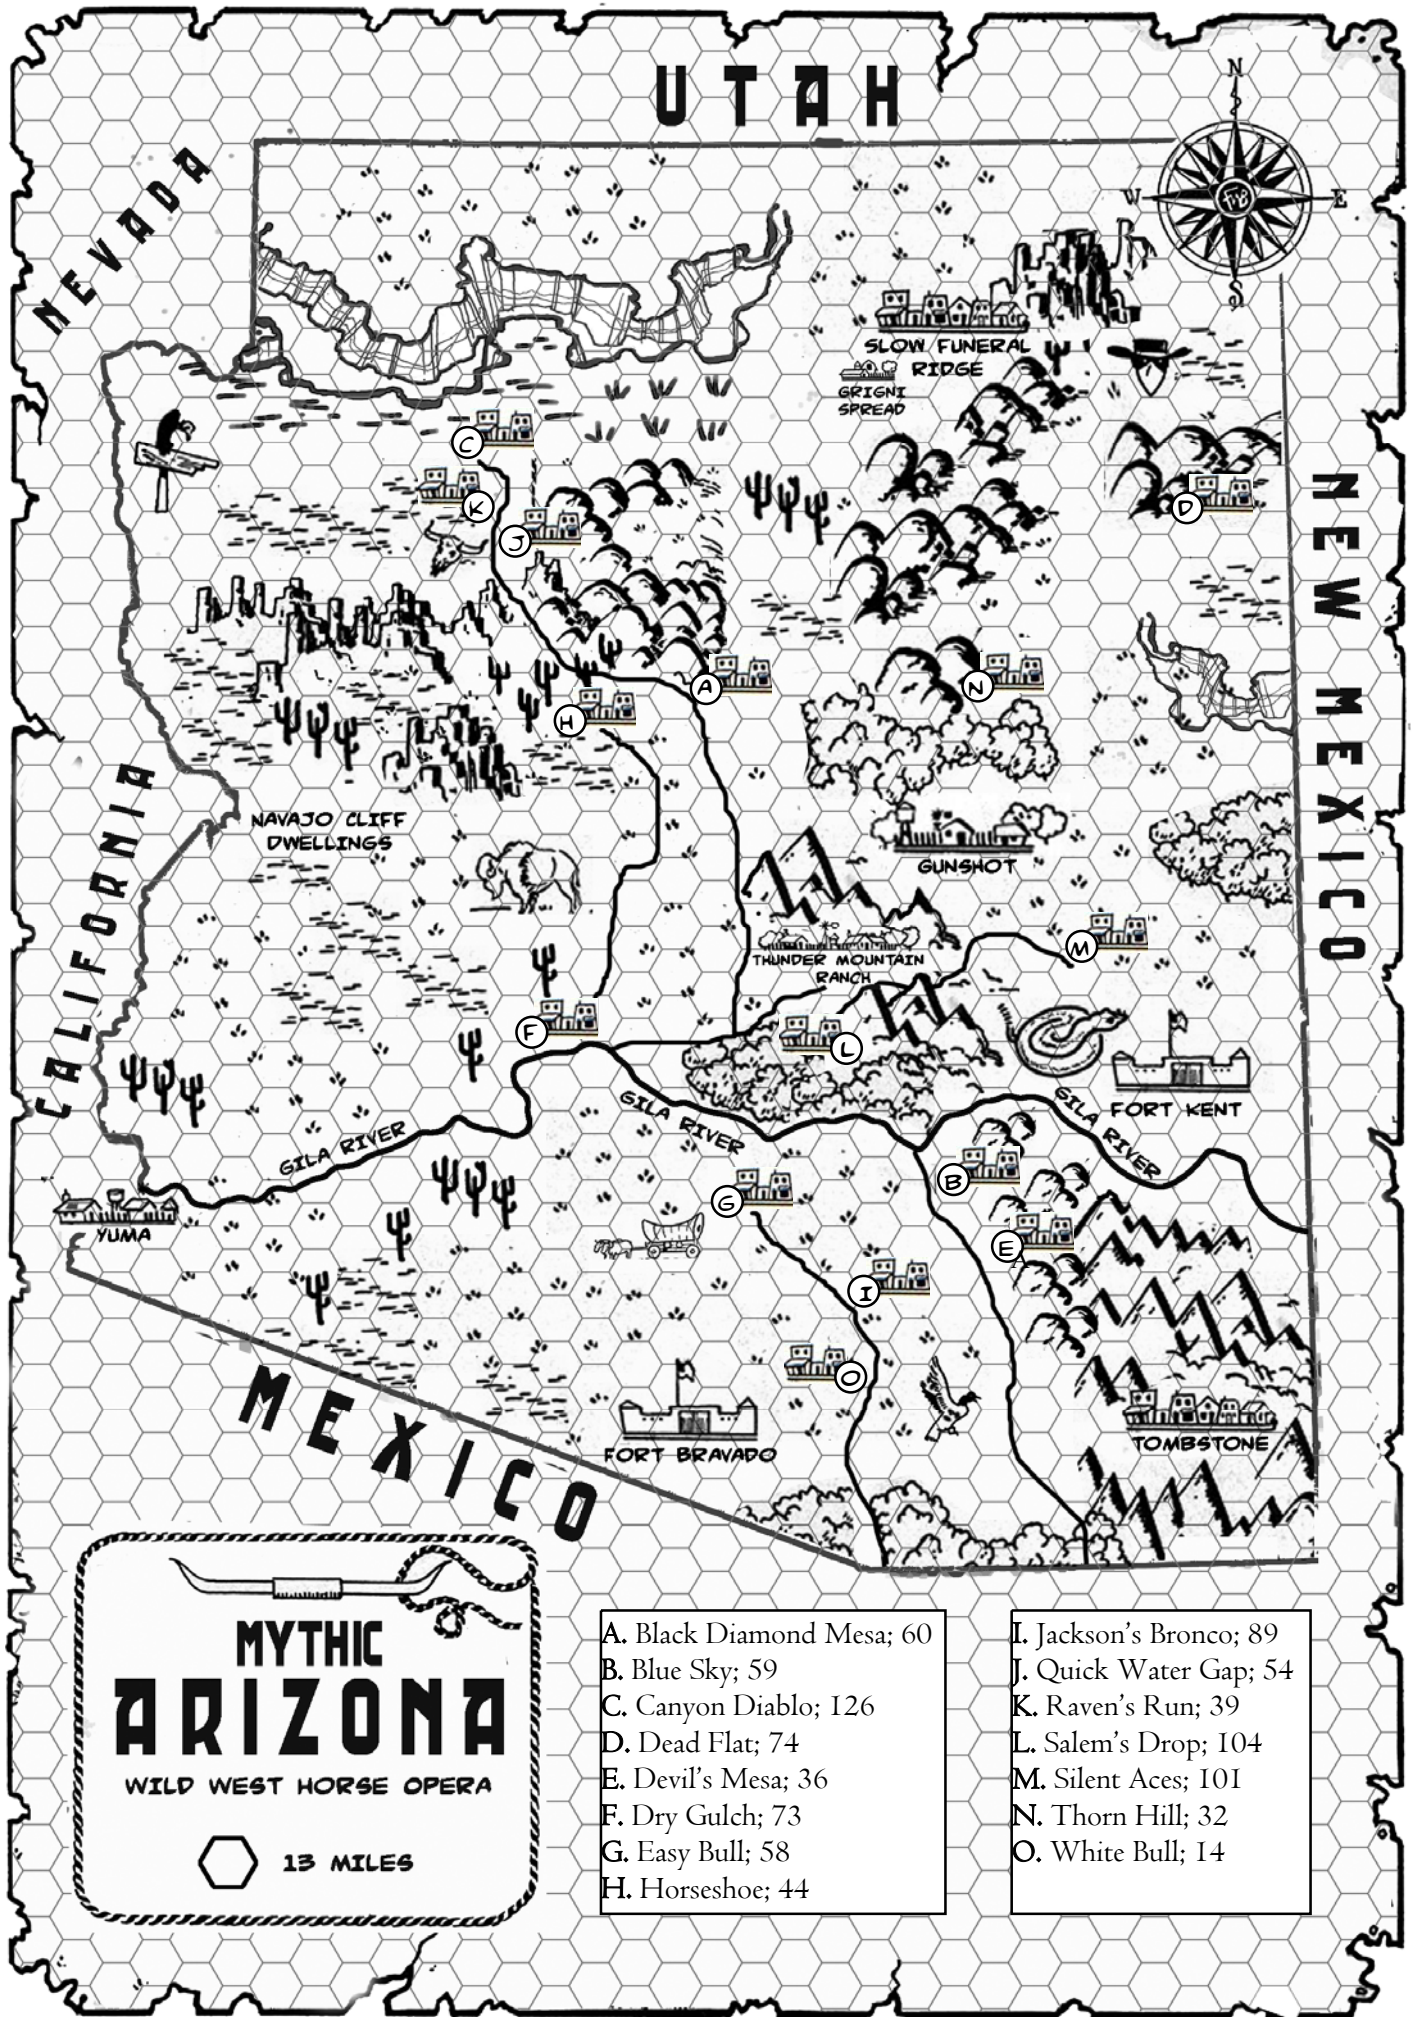 UTAH
N
W
E
S
NEVADA
SLOW FUNERAL
RIDGE
GRIGNI
SPREAD
C
K
J
D
NEW MEXICO
A
N
H
CALIFORNIA
NAVAJO CLIFF
DWELLINGS
GUNSHOT
M
THUNDER MOUNTAIN
RANCH
F
L
GILA RIVER
GILA RIVER
GILA RIVER
FORT KENT
B
G
YUMA
E
I
O
MEXICO
FORT BRAVADO
TOMBSTONE
MYTHIC
ARIZONA
WILD WEST HORSE OPERA
13 MILES
A. Black Diamond Mesa; 60
B. Blue Sky; 59
C. Canyon Diablo; 126
D. Dead Flat; 74
E. Devil's Mesa; 36
F. Dry Gulch; 73
G. Easy Bull; 58
H. Horseshoe; 44
I. Jackson's Bronco; 89
J. Quick Water Gap; 54
K. Raven's Run; 39
L. Salem's Drop; 104
M. Silent Aces; 101
N. Thorn Hill; 32
O. White Bull; 14